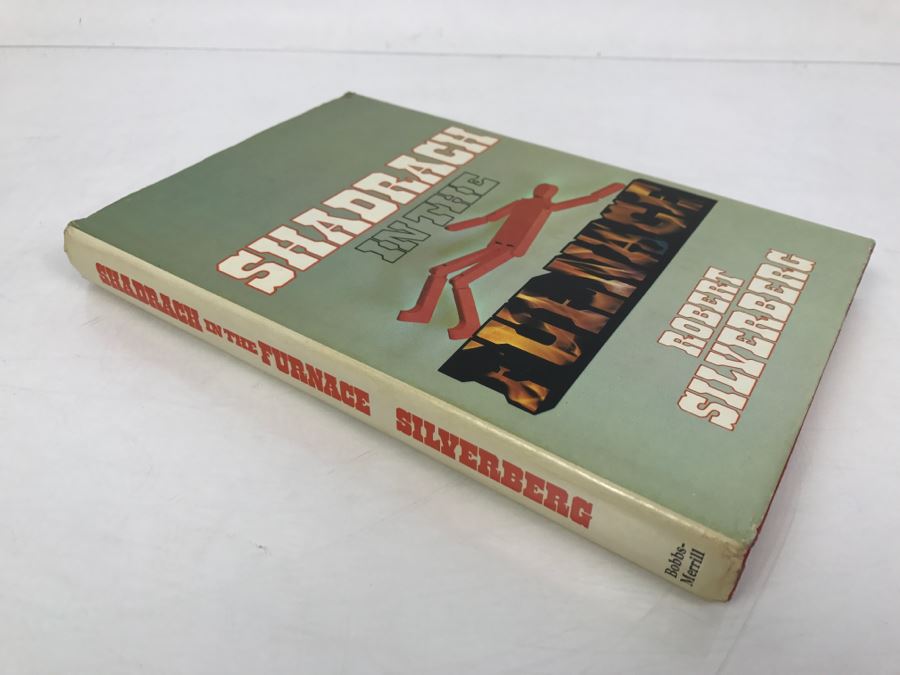 SHADRACH
IN THE
FURNACE
ROBERT
SILVERBERG
SHADRACH IN THE FURNACE SILVERBERG
Bobbs-
Merrill